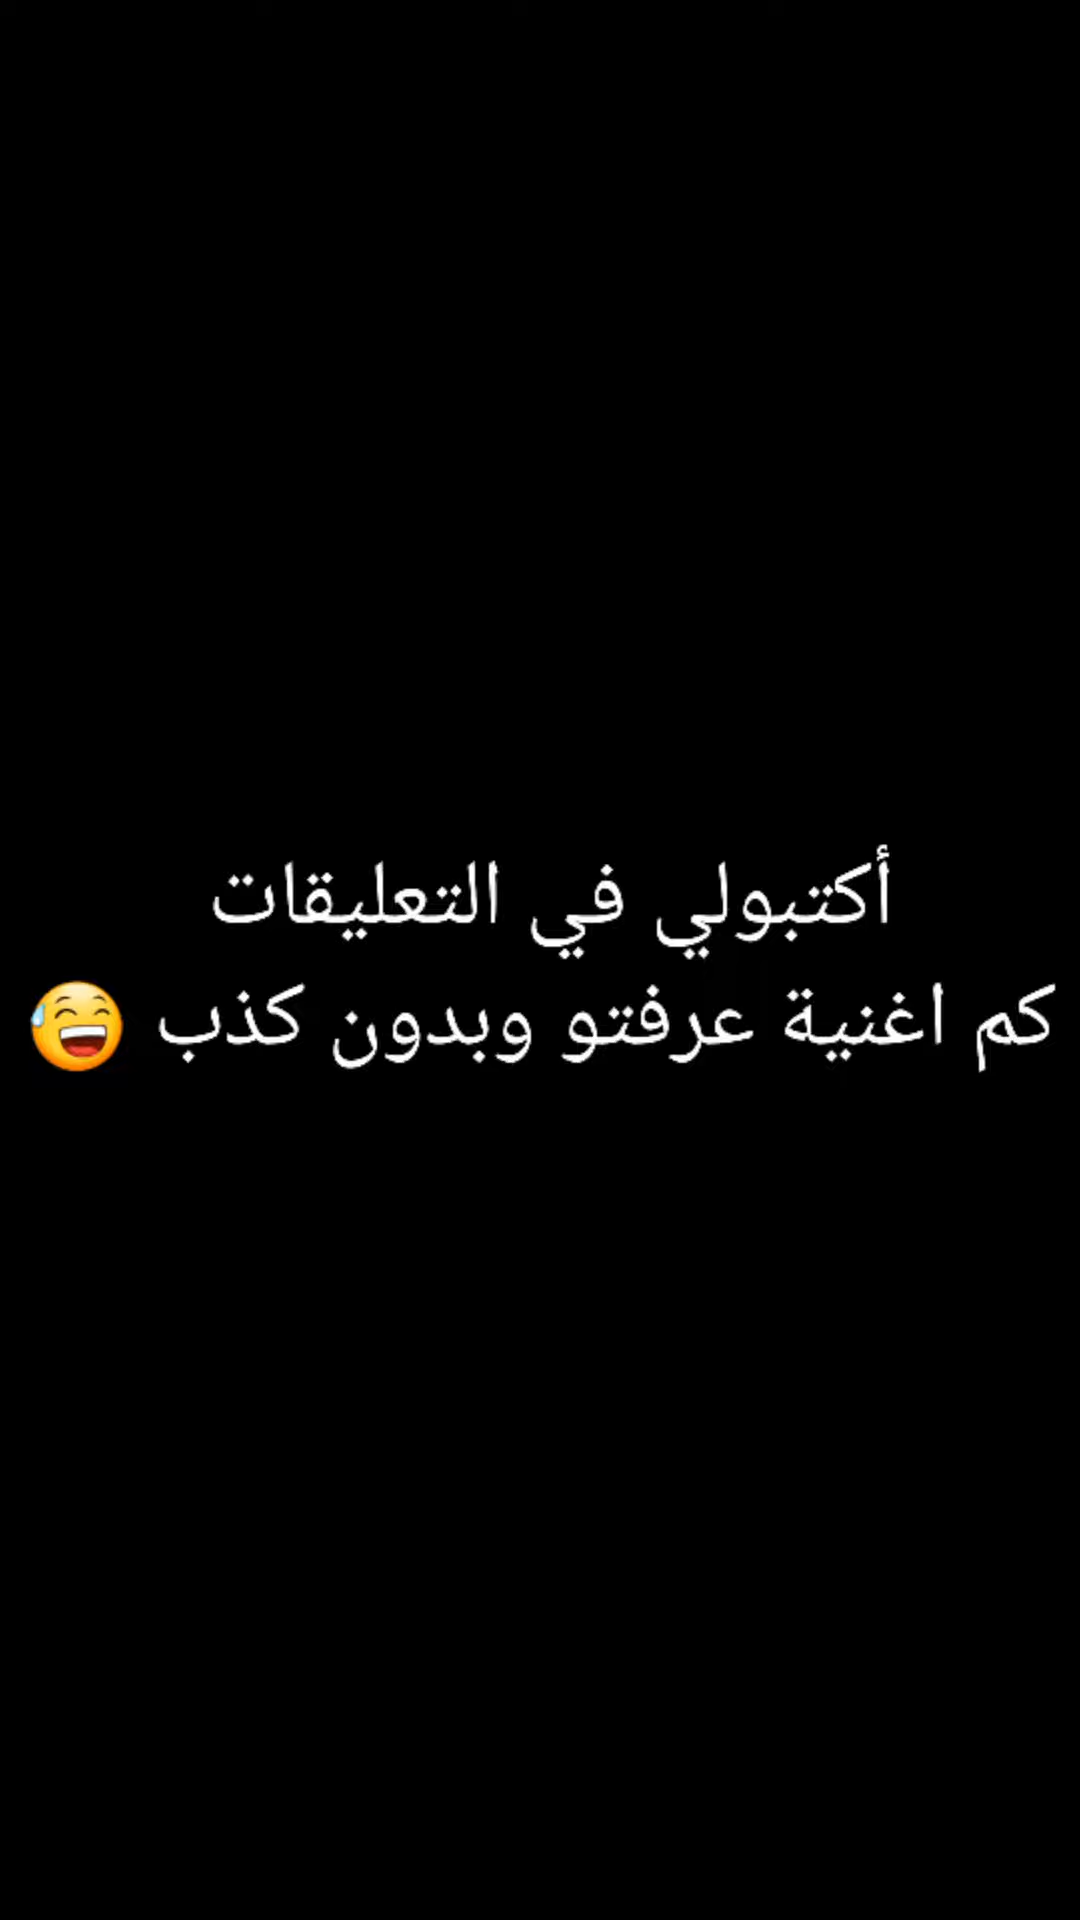 أكتبولي في التعليقات
كم اغنية عرفتو وبدون كذب 😅